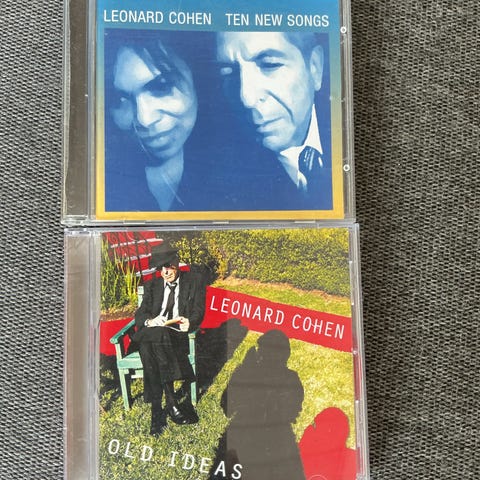 LEONARD COHEN TEN NEW SONGS
LEONARD COHEN
OLD IDEAS